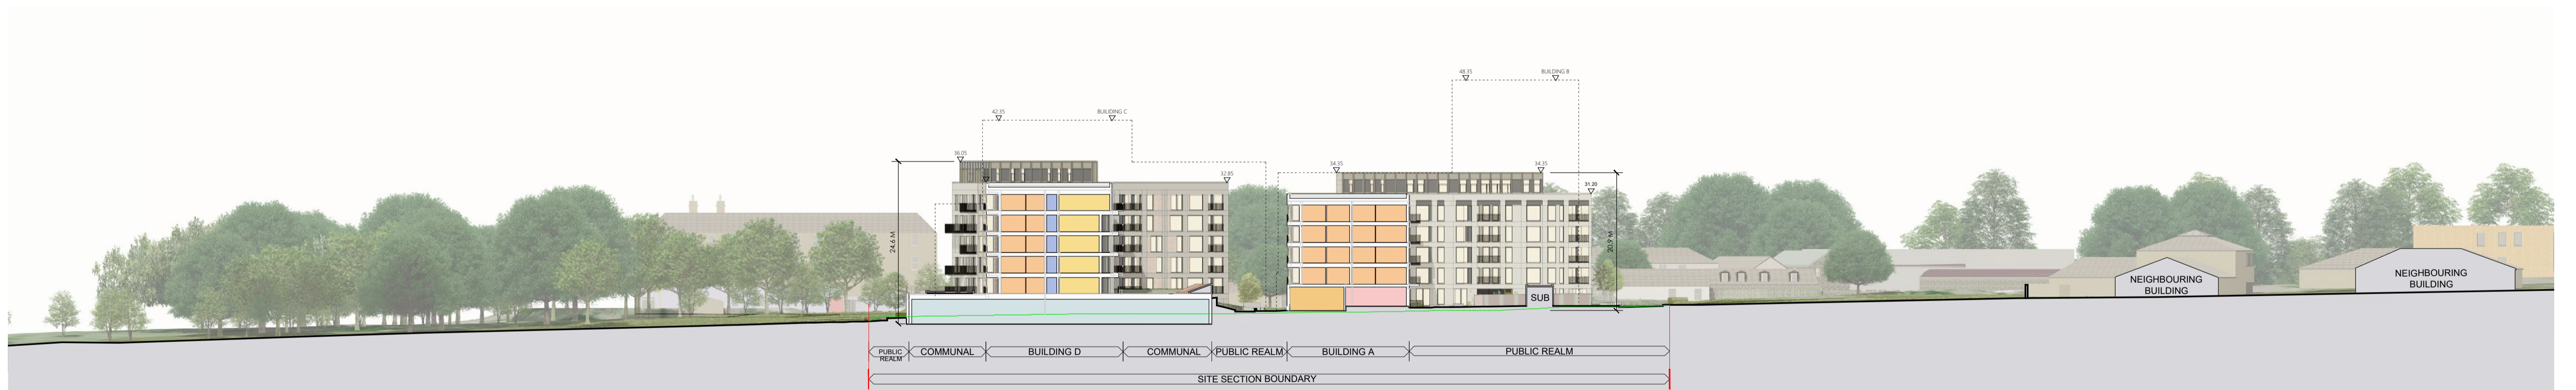 48.35
BUILDING B
42.35
BUILIDING C
36.05
32.85
34.35
34.35
31.20
24.6 M
20.9 M
NEIGHBOURING
BUILDING
NEIGHBOURING
BUILDING
SUB
PUBLIC
REALM
COMMUNAL
BUILDING D
COMMUNAL
PUBLIC REALM
BUILDING A
PUBLIC REALM
SITE SECTION BOUNDARY